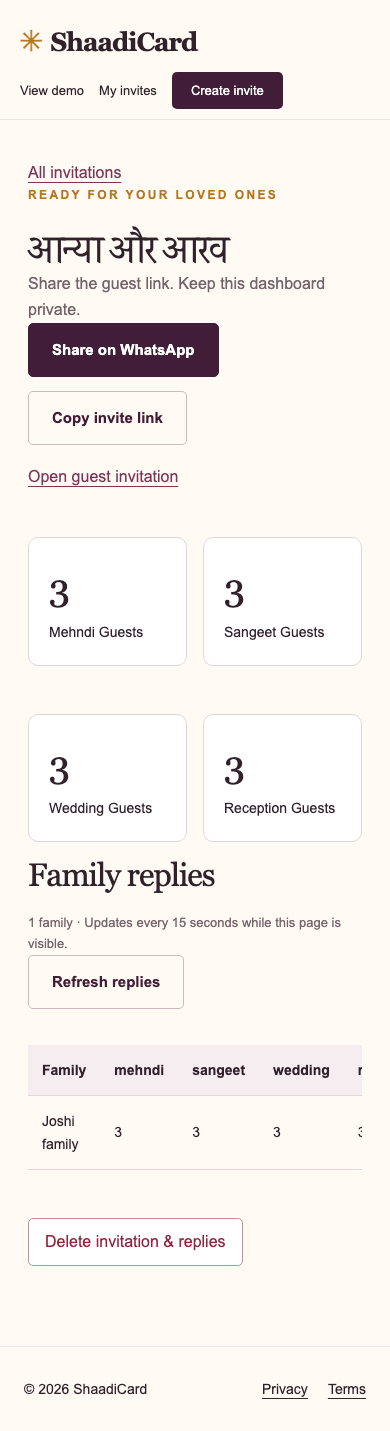 ShaadiCard
View demo My invites Create invite
All invitations
READY FOR YOUR LOVED ONES
आन्या और आरव
Share the guest link. Keep this dashboard
private.
Share on WhatsApp
Copy invite link
Open guest invitation
3 3
Mehndi Guests Sangeet Guests
3 3
Wedding Guests Reception Guests
Family replies
1 family · Updates every 15 seconds while this page is
visible.
Refresh replies
Family mehndi sangeet wedding
Joshi
family 3 3 3
Delete invitation & replies
© 2026 ShaadiCard Privacy Terms